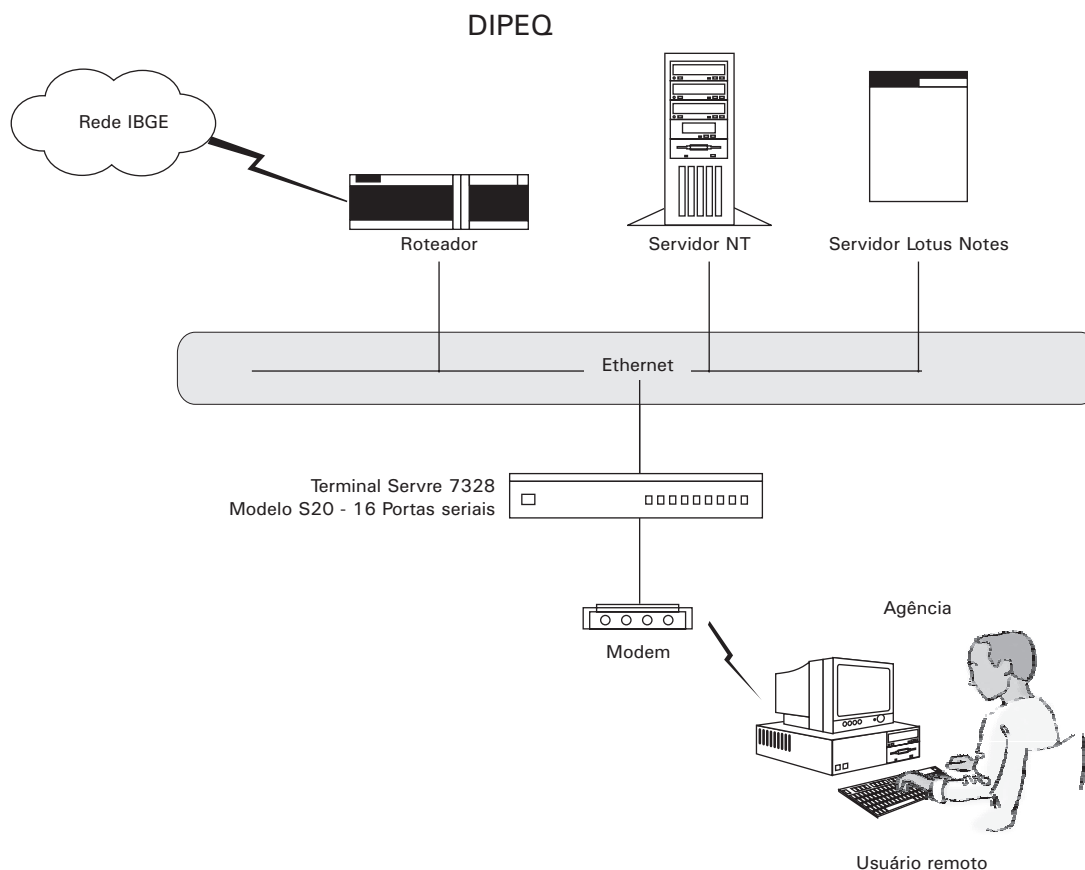 DIPEQ
Rede IBGE
Roteador
Servidor NT
Servidor Lotus Notes
Ethernet
Terminal Servre 7328
Modelo S20 - 16 Portas seriais
Modem
Agência
Usuário remoto